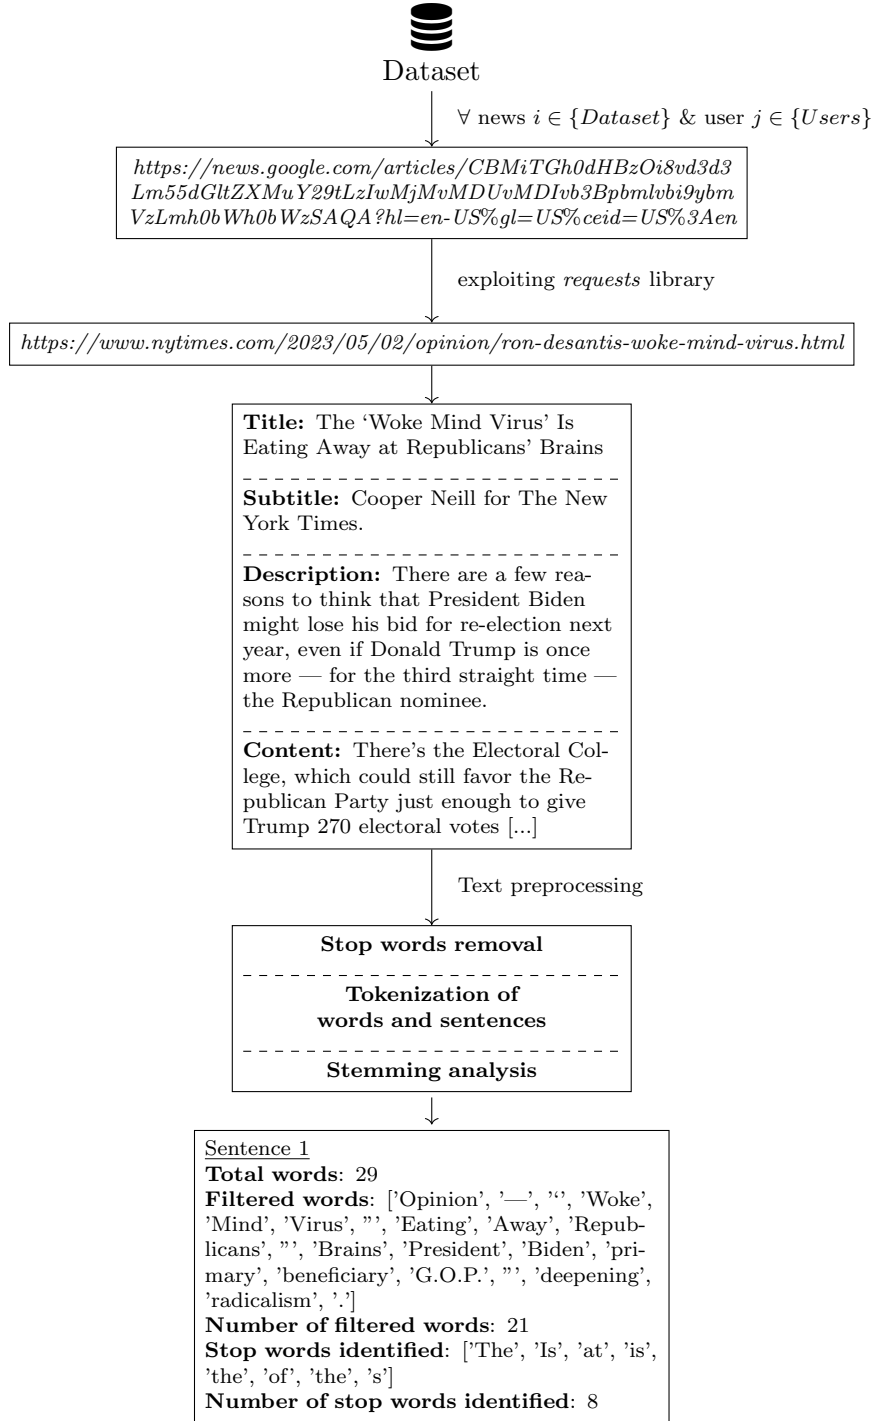 Dataset
∀ news i ∈ {Dataset} & user j ∈ {Users}
https://news.google.com/articles/CBMiTGh0dHBzOi8vd3d3
Lm55dGltZXMuY29tLzIwMjMvMDUvMDIvb3Bpbmlvbi9ybm
VzLmh0bWh0bWzSAQA?hl=en-US%gl=US%ceid=US%3Aen
exploiting requests library
https://www.nytimes.com/2023/05/02/opinion/ron-desantis-woke-mind-virus.html
Title: The ‘Woke Mind Virus’ Is
Eating Away at Republicans’ Brains
Subtitle: Cooper Neill for The New
York Times.
Description: There are a few rea-
sons to think that President Biden
might lose his bid for re-election next
year, even if Donald Trump is once
more — for the third straight time —
the Republican nominee.
Content: There’s the Electoral Col-
lege, which could still favor the Re-
publican Party just enough to give
Trump 270 electoral votes [...]
Text preprocessing
Stop words removal
Tokenization of
words and sentences
Stemming analysis
Sentence 1
Total words: 29
Filtered words: [’Opinion’, ’—’, ’‘’, ’Woke’,
’Mind’, ’Virus’, ”’, ’Eating’, ’Away’, ’Repub-
licans’, ”’, ’Brains’, ’President’, ’Biden’, ’pri-
mary’, ’beneficiary’, ’G.O.P.’, ”’, ’deepening’,
’radicalism’, ’.’]
Number of filtered words: 21
Stop words identified: [’The’, ’Is’, ’at’, ’is’,
’the’, ’of’, ’the’, ’s’]
Number of stop words identified: 8